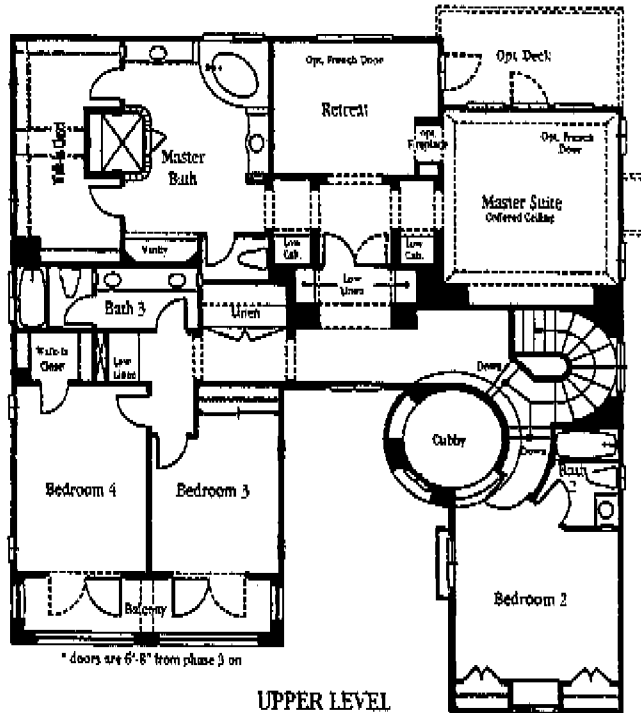 Opt. Deck
Opt. French Door
Retreat
Opt.
Fireplace
Opt. French
Door
Walk-in Closet
Master
Bath
Master Suite
Coffered Ceiling
Vanity
Low
Cab.
Low
Cab.
Low
Linen
Bath 3
Linen
Walk-in
Closet
Low
Linen
Down
Cubby
Down
Bath
2
Bedroom 4
Bedroom 3
Bedroom 2
Balcony
* doors are 6'-8" from phase 3 on
UPPER LEVEL